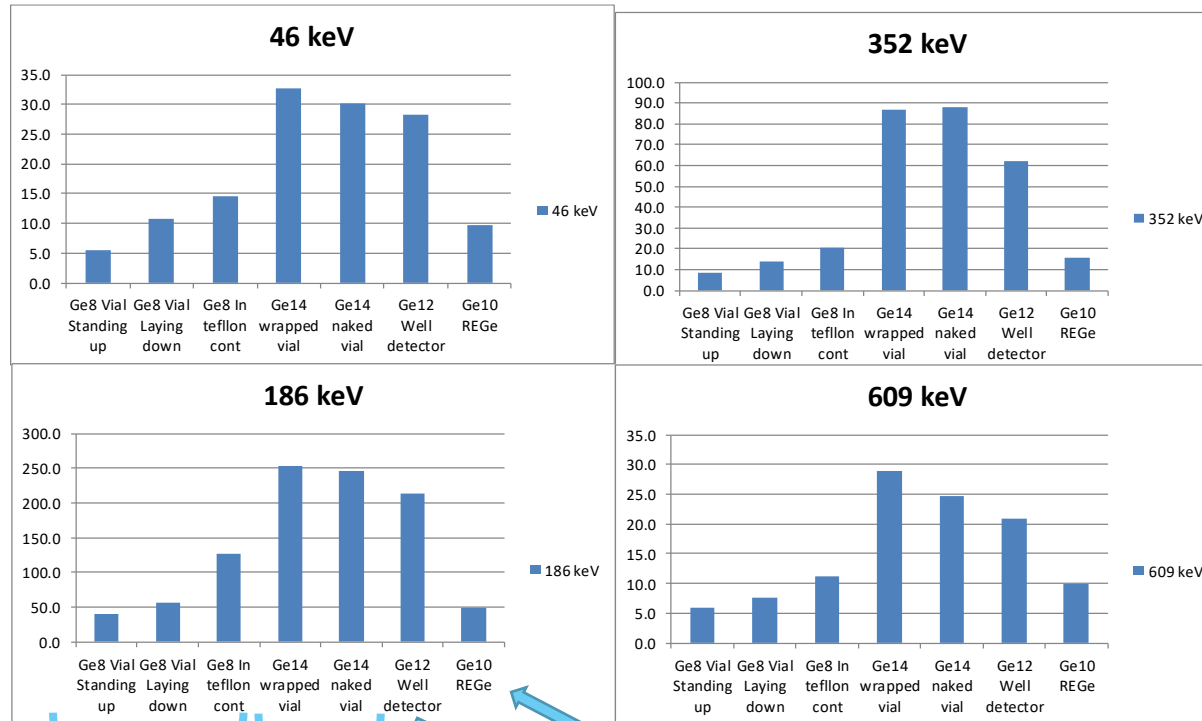 46 keV
35.0
30.0
25.0
20.0
15.0
10.0
5.0
0.0
Ge8 Vial Ge8 Vial Ge8 In Ge14 Ge14 Ge12 Ge10
Standing Laying tefllon wrapped naked Well REGe
up down cont vial vial detector
46 keV
352 keV
100.0
90.0
80.0
70.0
60.0
50.0
40.0
30.0
20.0
10.0
0.0
Ge8 Vial Ge8 Vial Ge8 In Ge14 Ge14 Ge12 Ge10
Standing Laying tefllon wrapped naked Well REGe
up down cont vial vial detector
352 keV
186 keV
300.0
250.0
200.0
150.0
100.0
50.0
0.0
Ge8 Vial Ge8 Vial Ge8 In Ge14 Ge14 Ge12 Ge10
Standing Laying tefllon wrapped naked Well REGe
up down cont vial vial detector
186 keV
609 keV
35.0
30.0
25.0
20.0
15.0
10.0
5.0
0.0
Ge8 Vial Ge8 Vial Ge8 In Ge14 Ge14 Ge12 Ge10
Standing Laying tefllon wrapped naked Well REGe
up down cont vial vial detector
609 keV